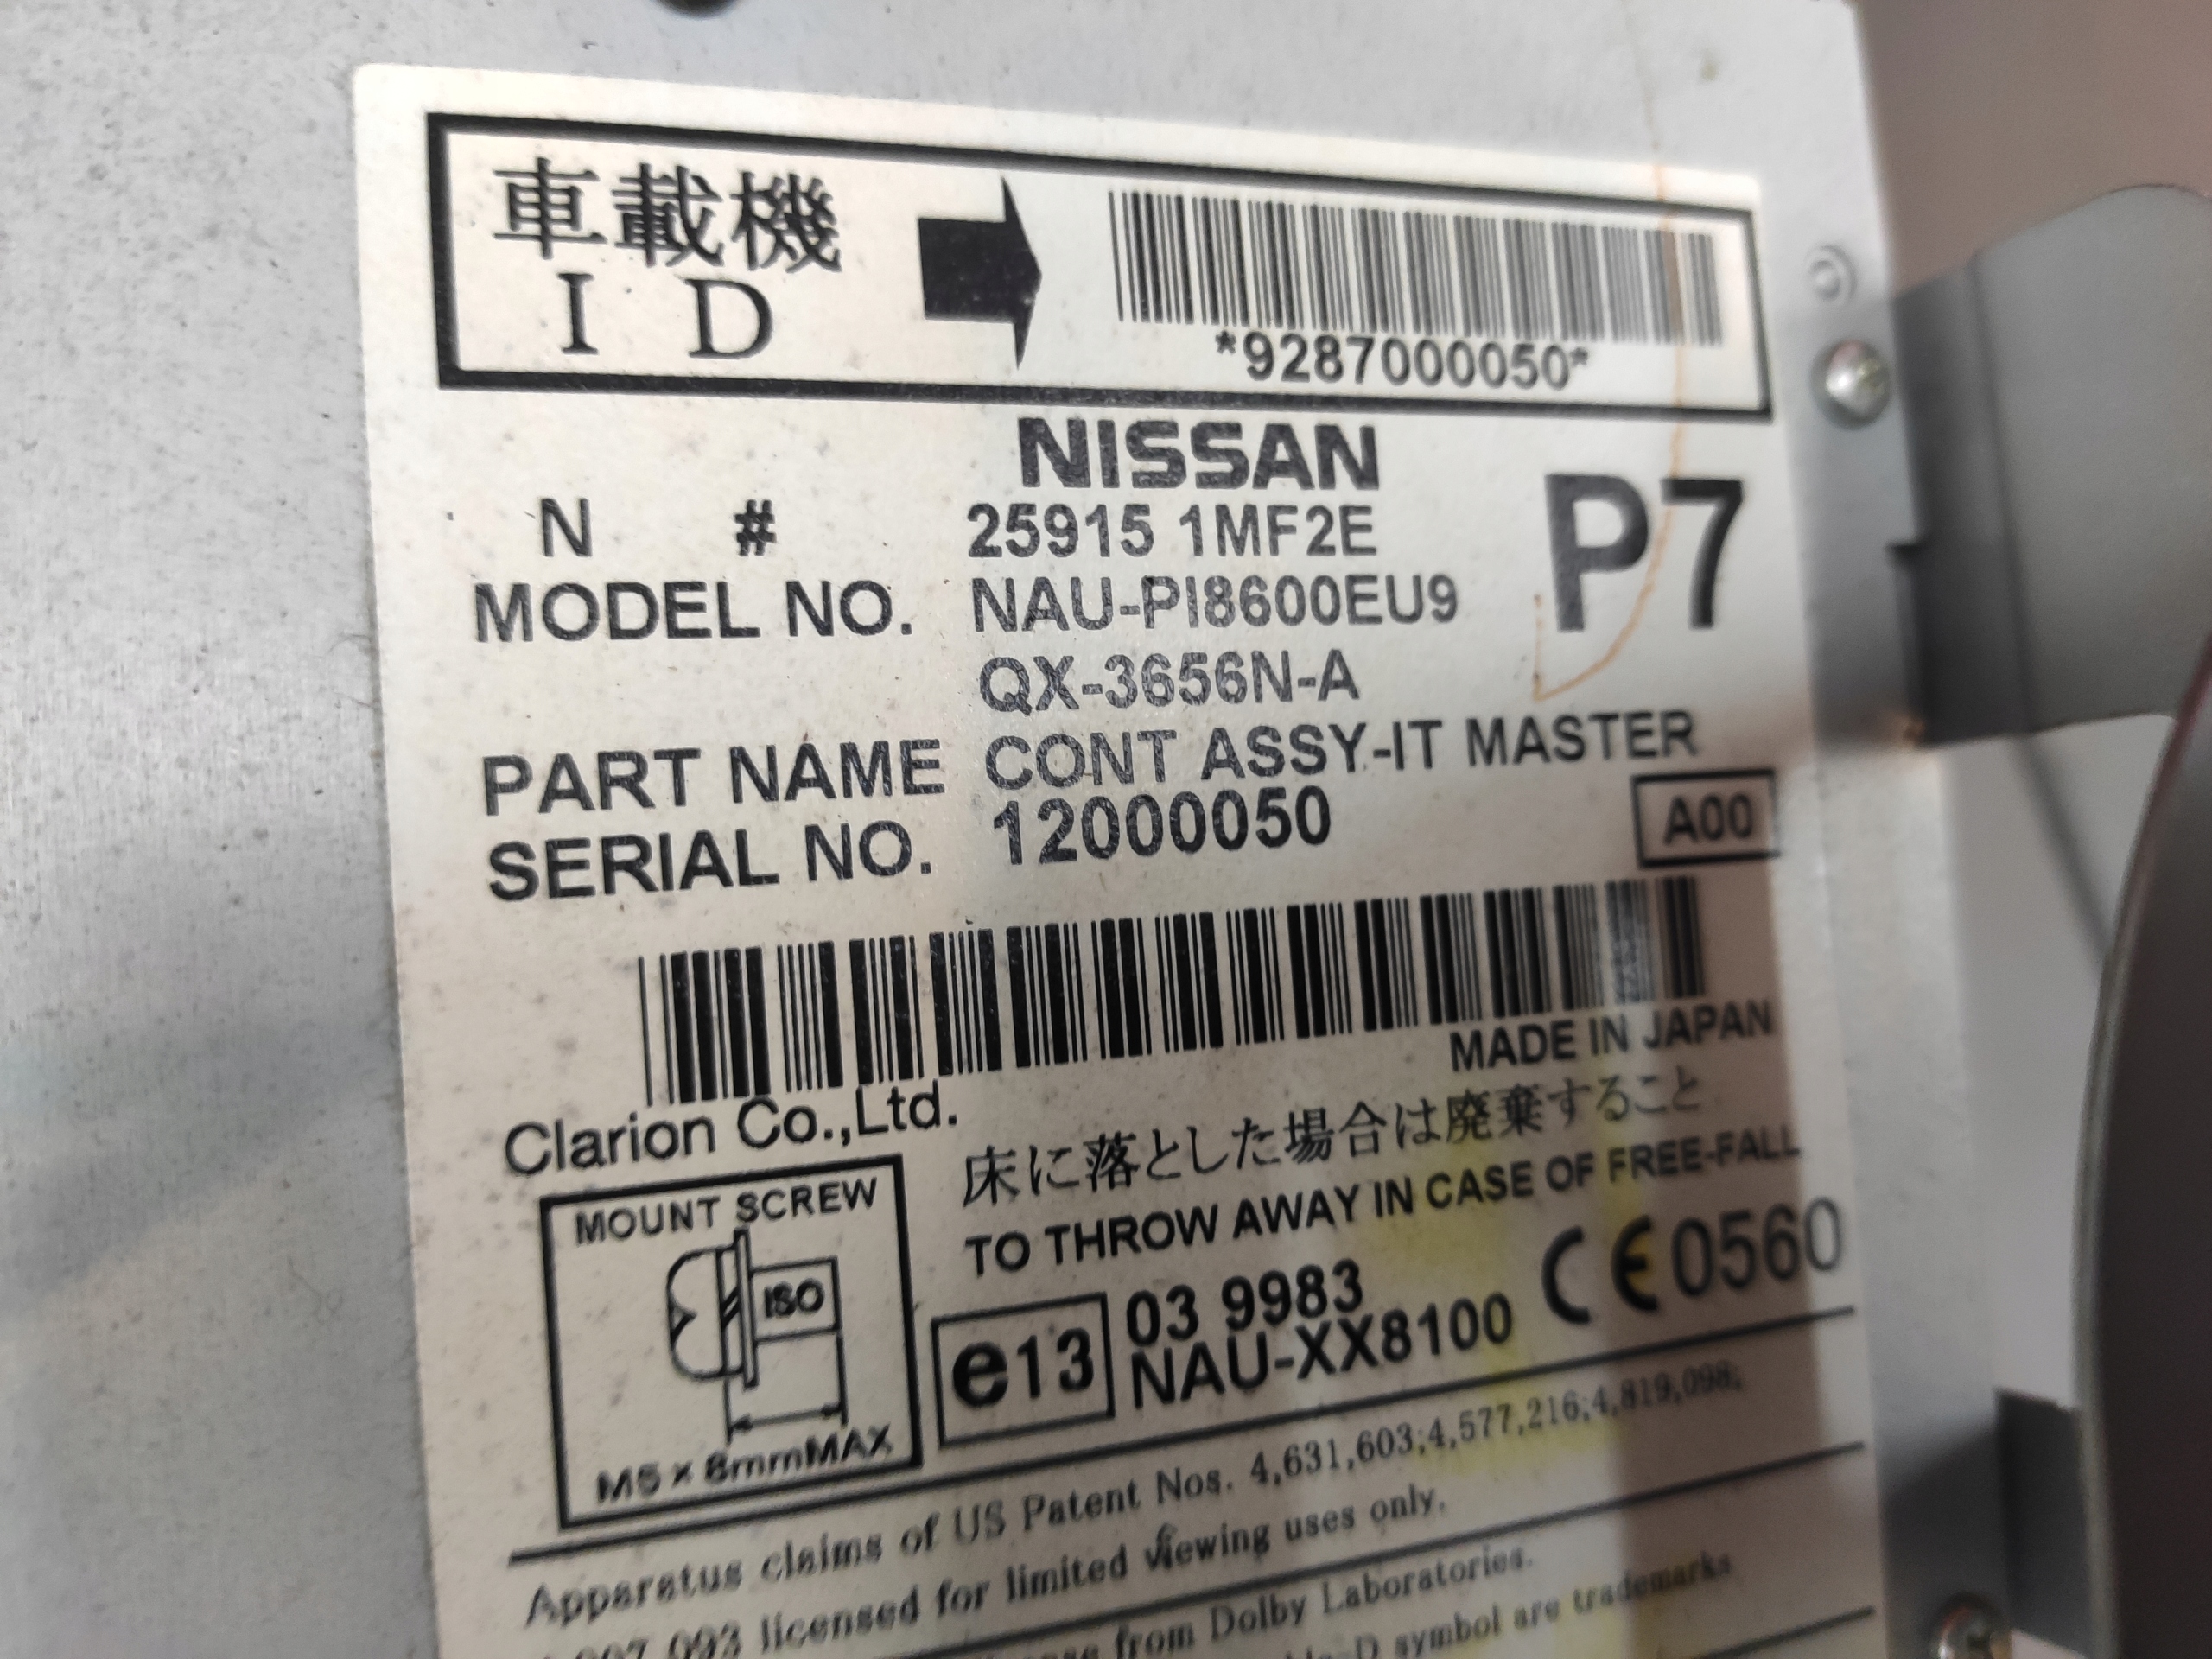 車載機
I D
*9287000050*
NISSAN
N # 25915 1MF2E
P7
MODEL NO. NAU-PI8600EU9
QX-3656N-A
PART NAME CONT ASSY-IT MASTER
SERIAL NO. 12000050
A00
MADE IN JAPAN
Clarion Co.,Ltd.
床に落とした場合は廃棄すること
TO THROW AWAY IN CASE OF FREE-FALL
MOUNT SCREW
ISO
M5 × 8mmMAX
e13
03 9983
NAU-XX8100
CE0560
Apparatus claims of US Patent Nos. 4,631,603;4,577,216;4,819,098;
093 licensed for limited viewing uses only.
from Dolby Laboratories.
D symbol are trademarks